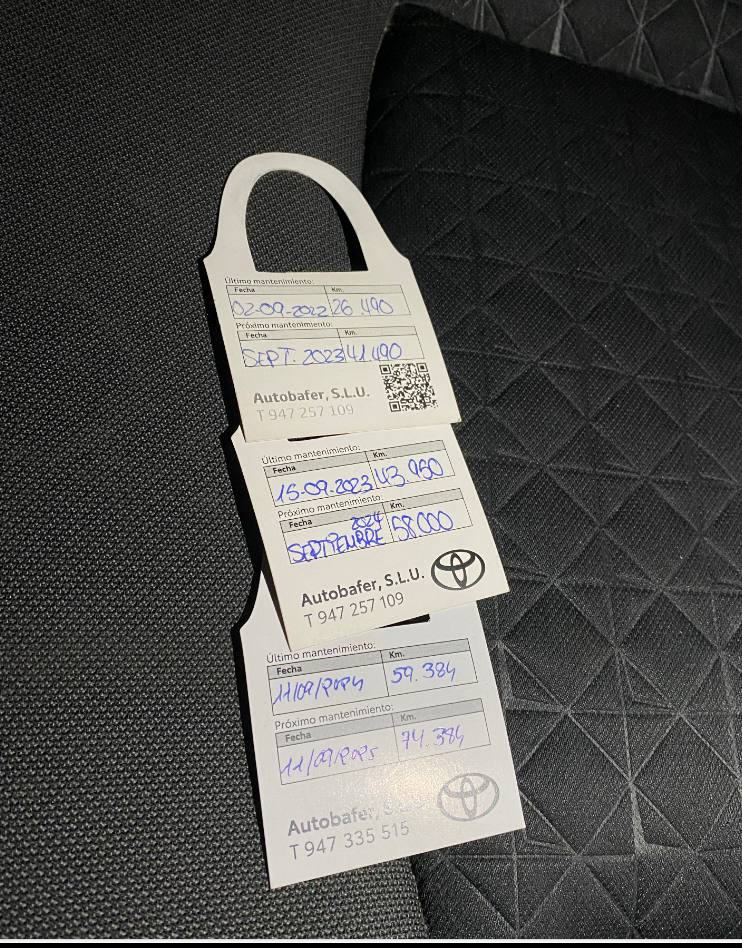 Último mantenimiento:
Fecha Km.
02-09-2022 26.490
Próximo mantenimiento:
Fecha Km.
SEPT. 2023 41.490
Autobafer, S.L.U.
T 947 257 109
Último mantenimiento:
Fecha Km.
15-09-2023 43.960
Próximo mantenimiento:
Fecha Km.
2024
SEPTIEMBRE 58.000
Autobafer, S.L.U.
T 947 257 109
Último mantenimiento:
Fecha Km.
11/09/2024 59.384
Próximo mantenimiento:
Fecha Km.
11/09/2025 74.384
Autobafer, S.L.U.
T 947 335 515